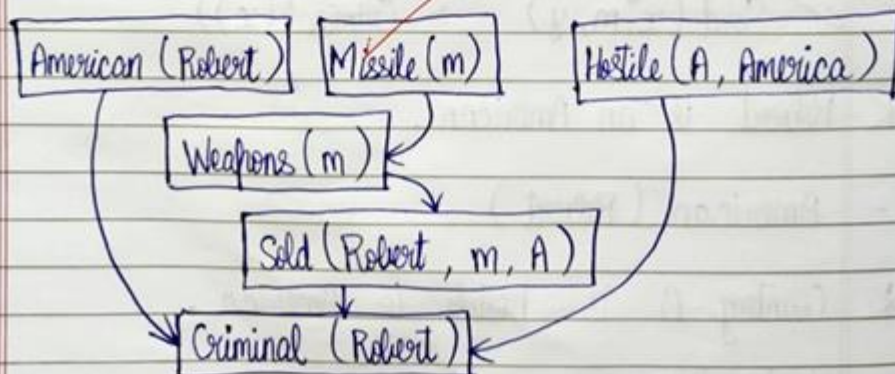 American (Robert) Missile (m) Hostile (A, America)
Weapons (m)
Sold (Robert, m, A)
Criminal (Robert)